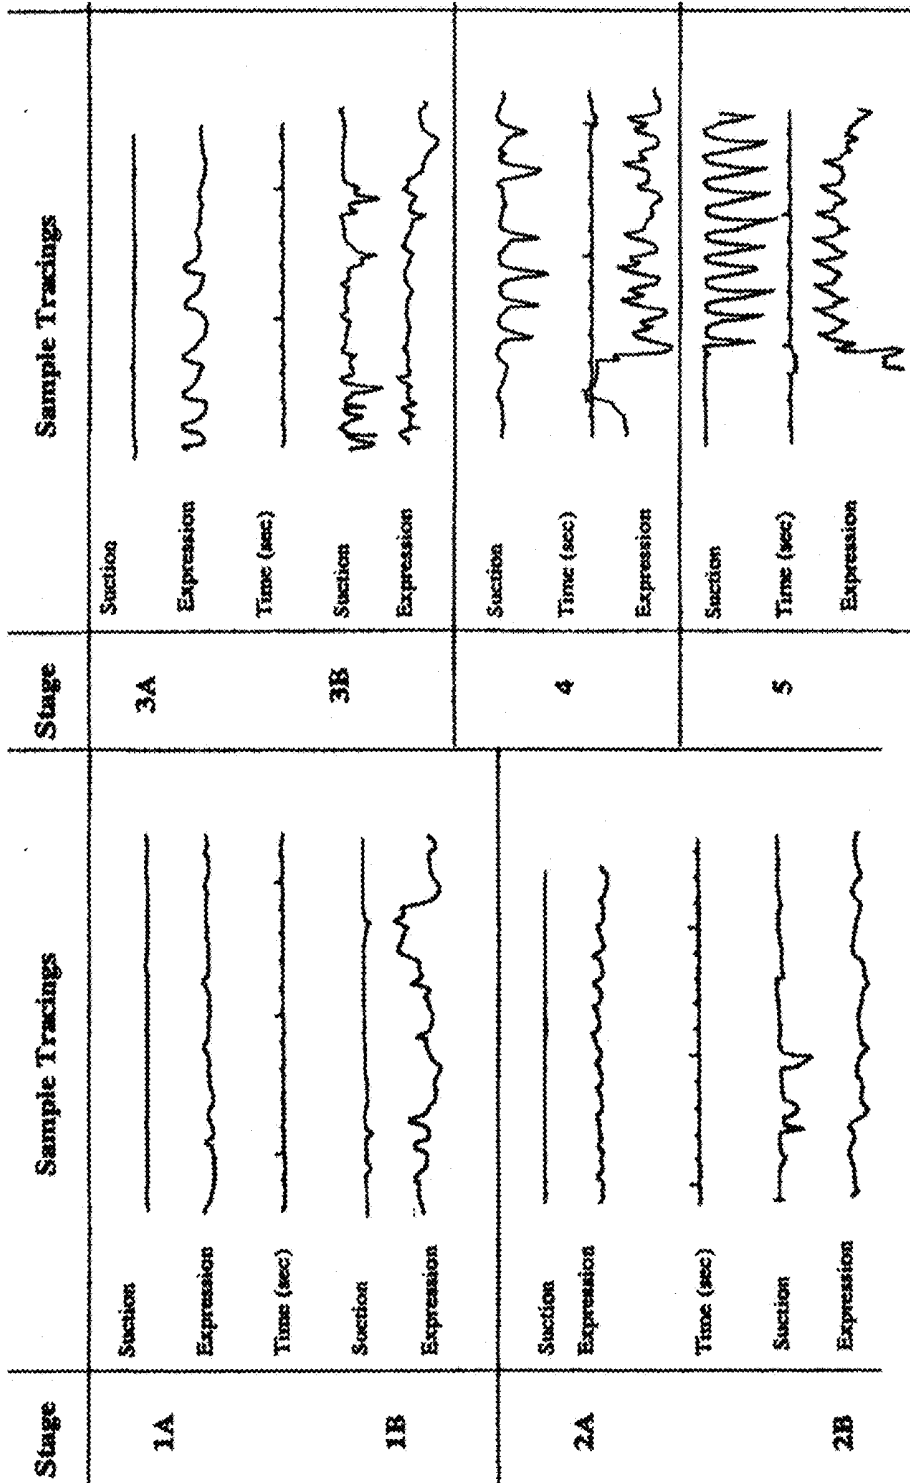 Stage
Sample Tracings
1A
Suction
Expression
Time (sec)
1B
Suction
Expression
2A
Suction
Expression
Time (sec)
2B
Suction
Expression
Stage
Sample Tracings
3A
Suction
Expression
Time (sec)
3B
Suction
Expression
4
Suction
Time (sec)
Expression
5
Suction
Time (sec)
Expression